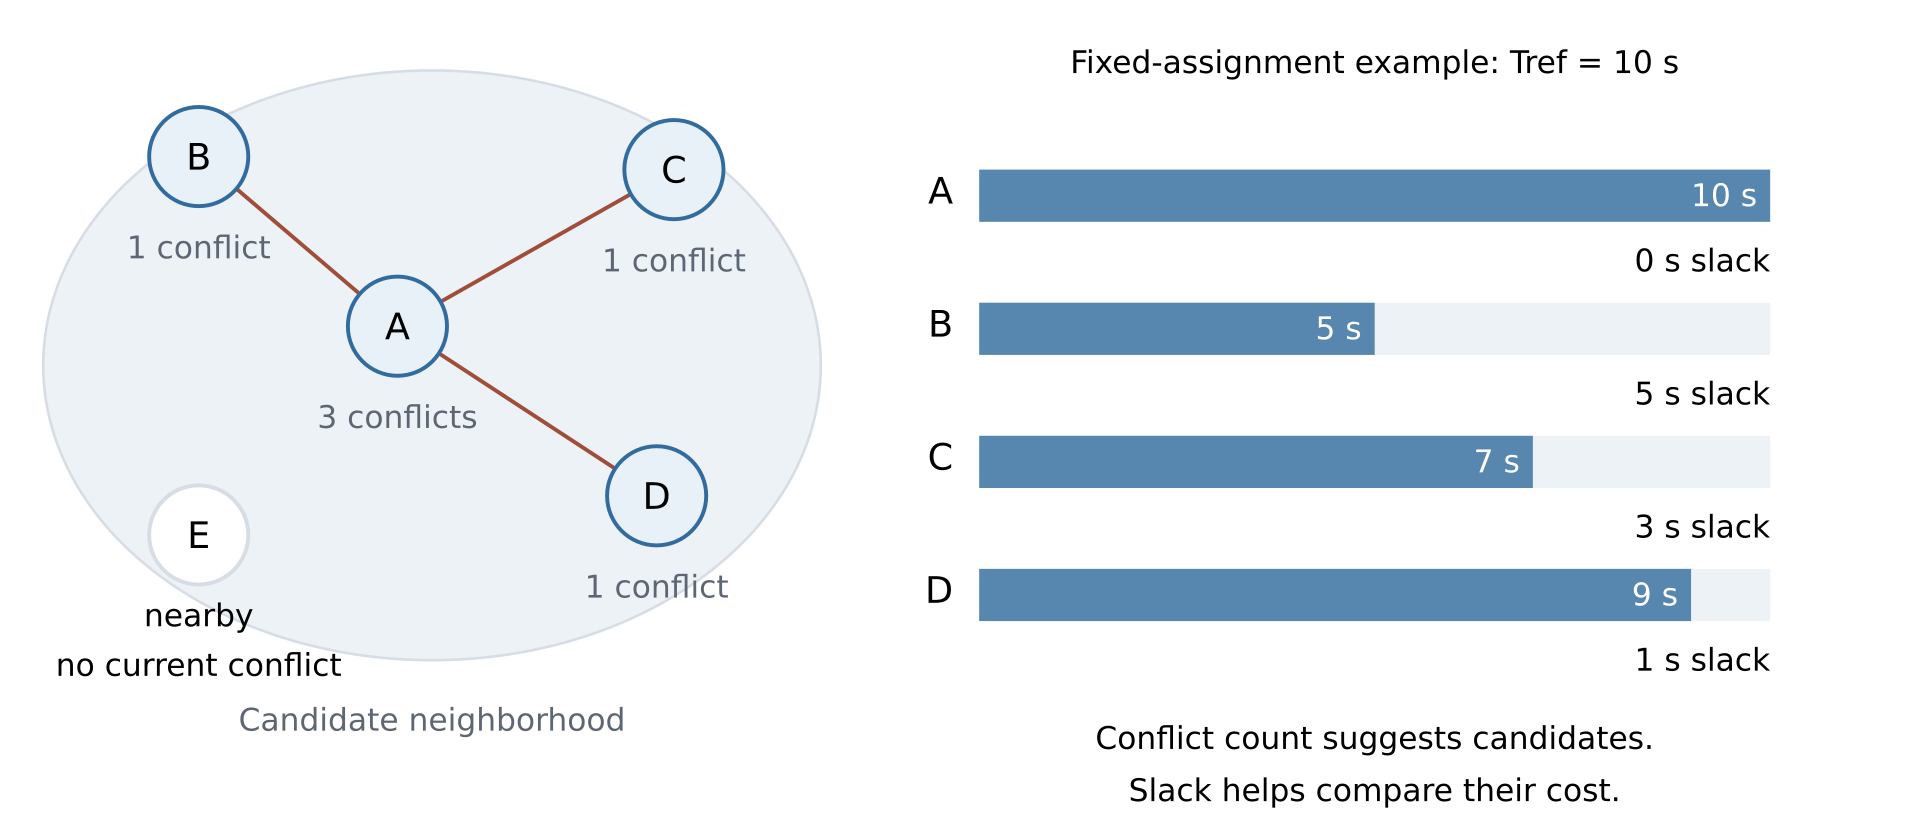 B
1 conflict
C
1 conflict
A
3 conflicts
D
1 conflict
E
nearby
no current conflict
Candidate neighborhood
Fixed-assignment example: Tref = 10 s
A
10 s
0 s slack
B
5 s
5 s slack
C
7 s
3 s slack
D
9 s
1 s slack
Conflict count suggests candidates.
Slack helps compare their cost.